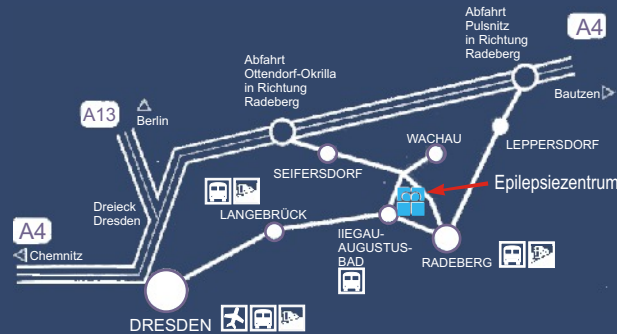 Abfahrt
Pulsnitz
in Richtung
Radeberg
A4
Abfahrt
Ottendorf-Okrilla
in Richtung
Radeberg
Bautzen
A13
Berlin
WACHAU
LEPPERSDORF
SEIFERSDORF
Epilepsiezentrum
Dreieck
Dresden
LANGEBRÜCK
A4
Chemnitz
IIEGAU-
AUGUSTUS-
BAD
RADEBERG
DRESDEN